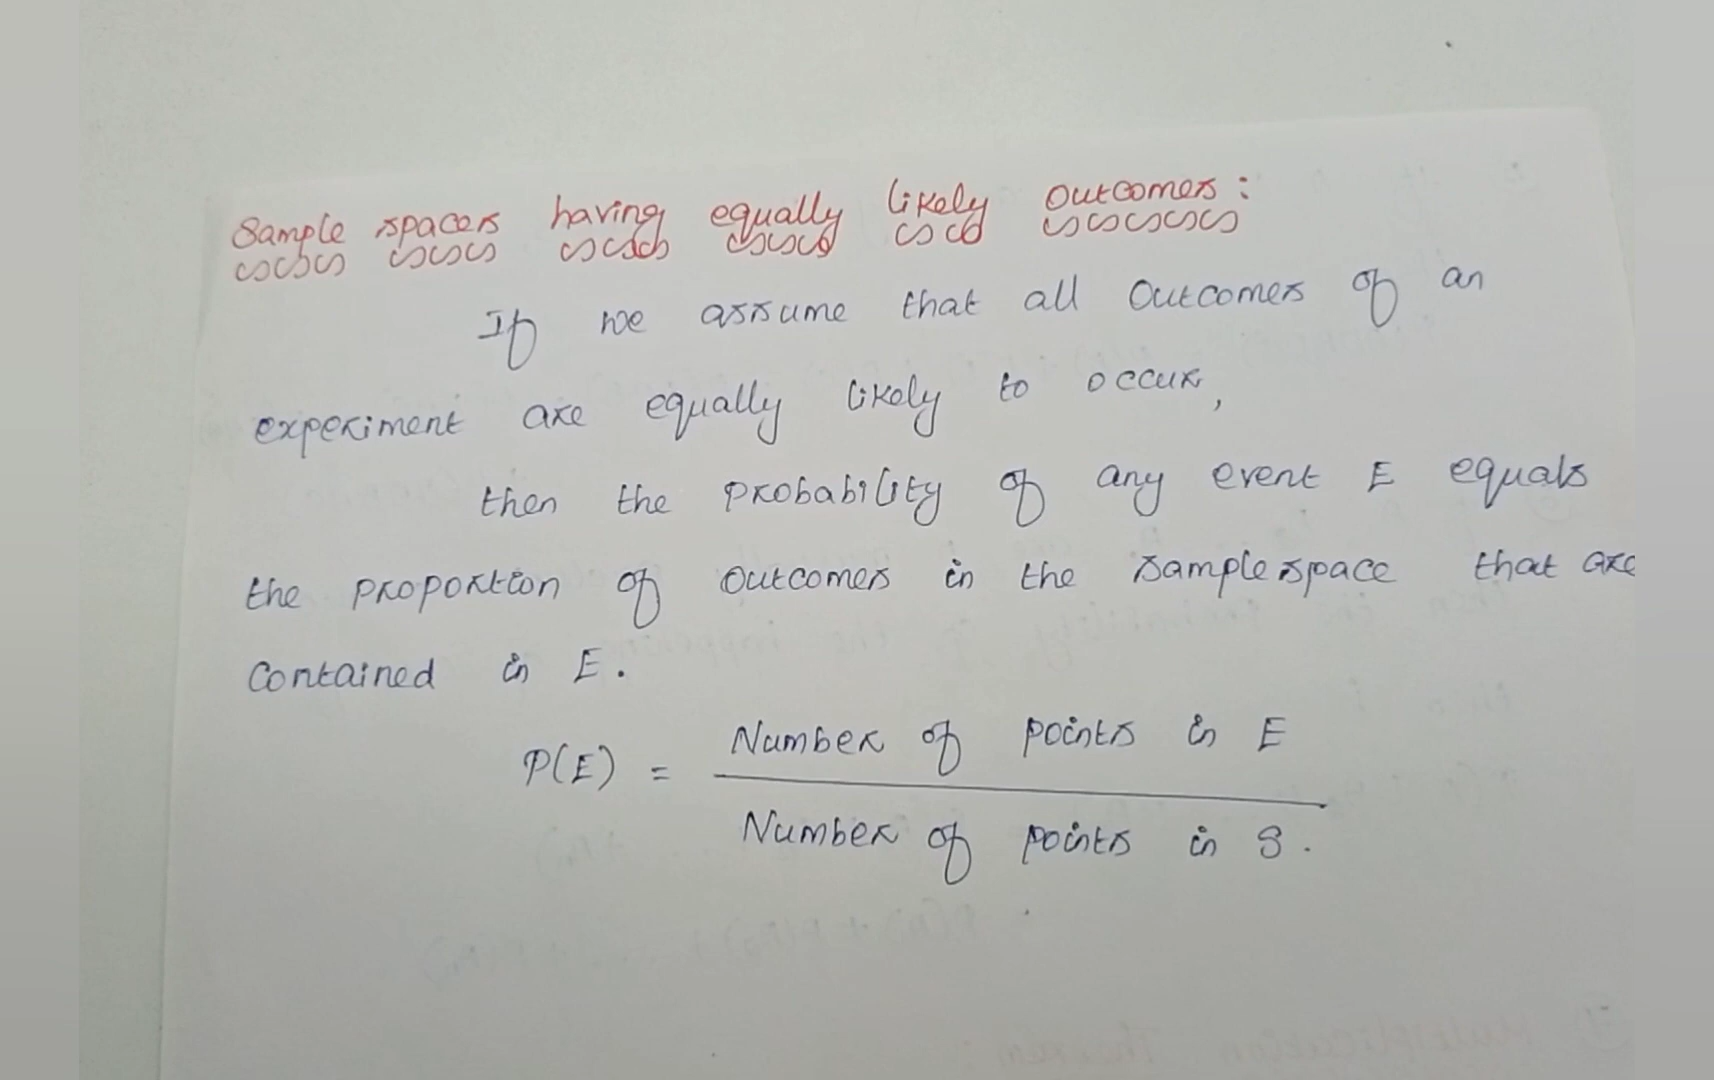 Sample spaces having equally likely outcomes:
If we assume that all outcomes of an
experiment are equally likely to occur,
then the probability of any event E equals
the proportion of outcomes in the sample space that are
contained in E.
P(E) = Number of points in E
Number of points in S.